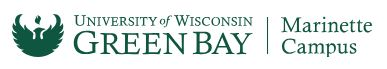 UNIVERSITY of WISCONSIN
GREEN BAY
Marinette
Campus